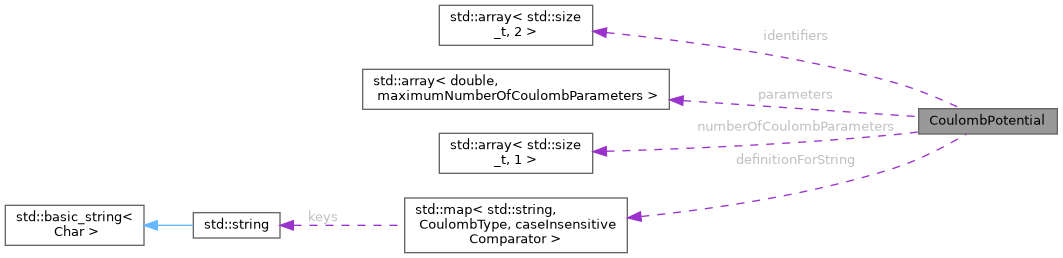 std::array< std::size
_t, 2 >
identifiers
std::array< double,
maximumNumberOfCoulombParameters >
parameters
CoulombPotential
numberOfCoulombParameters
std::array< std::size
_t, 1 >
definitionForString
std::map< std::string,
CoulombType, caseInsensitive
Comparator >
keys
std::string
std::basic_string<
Char >